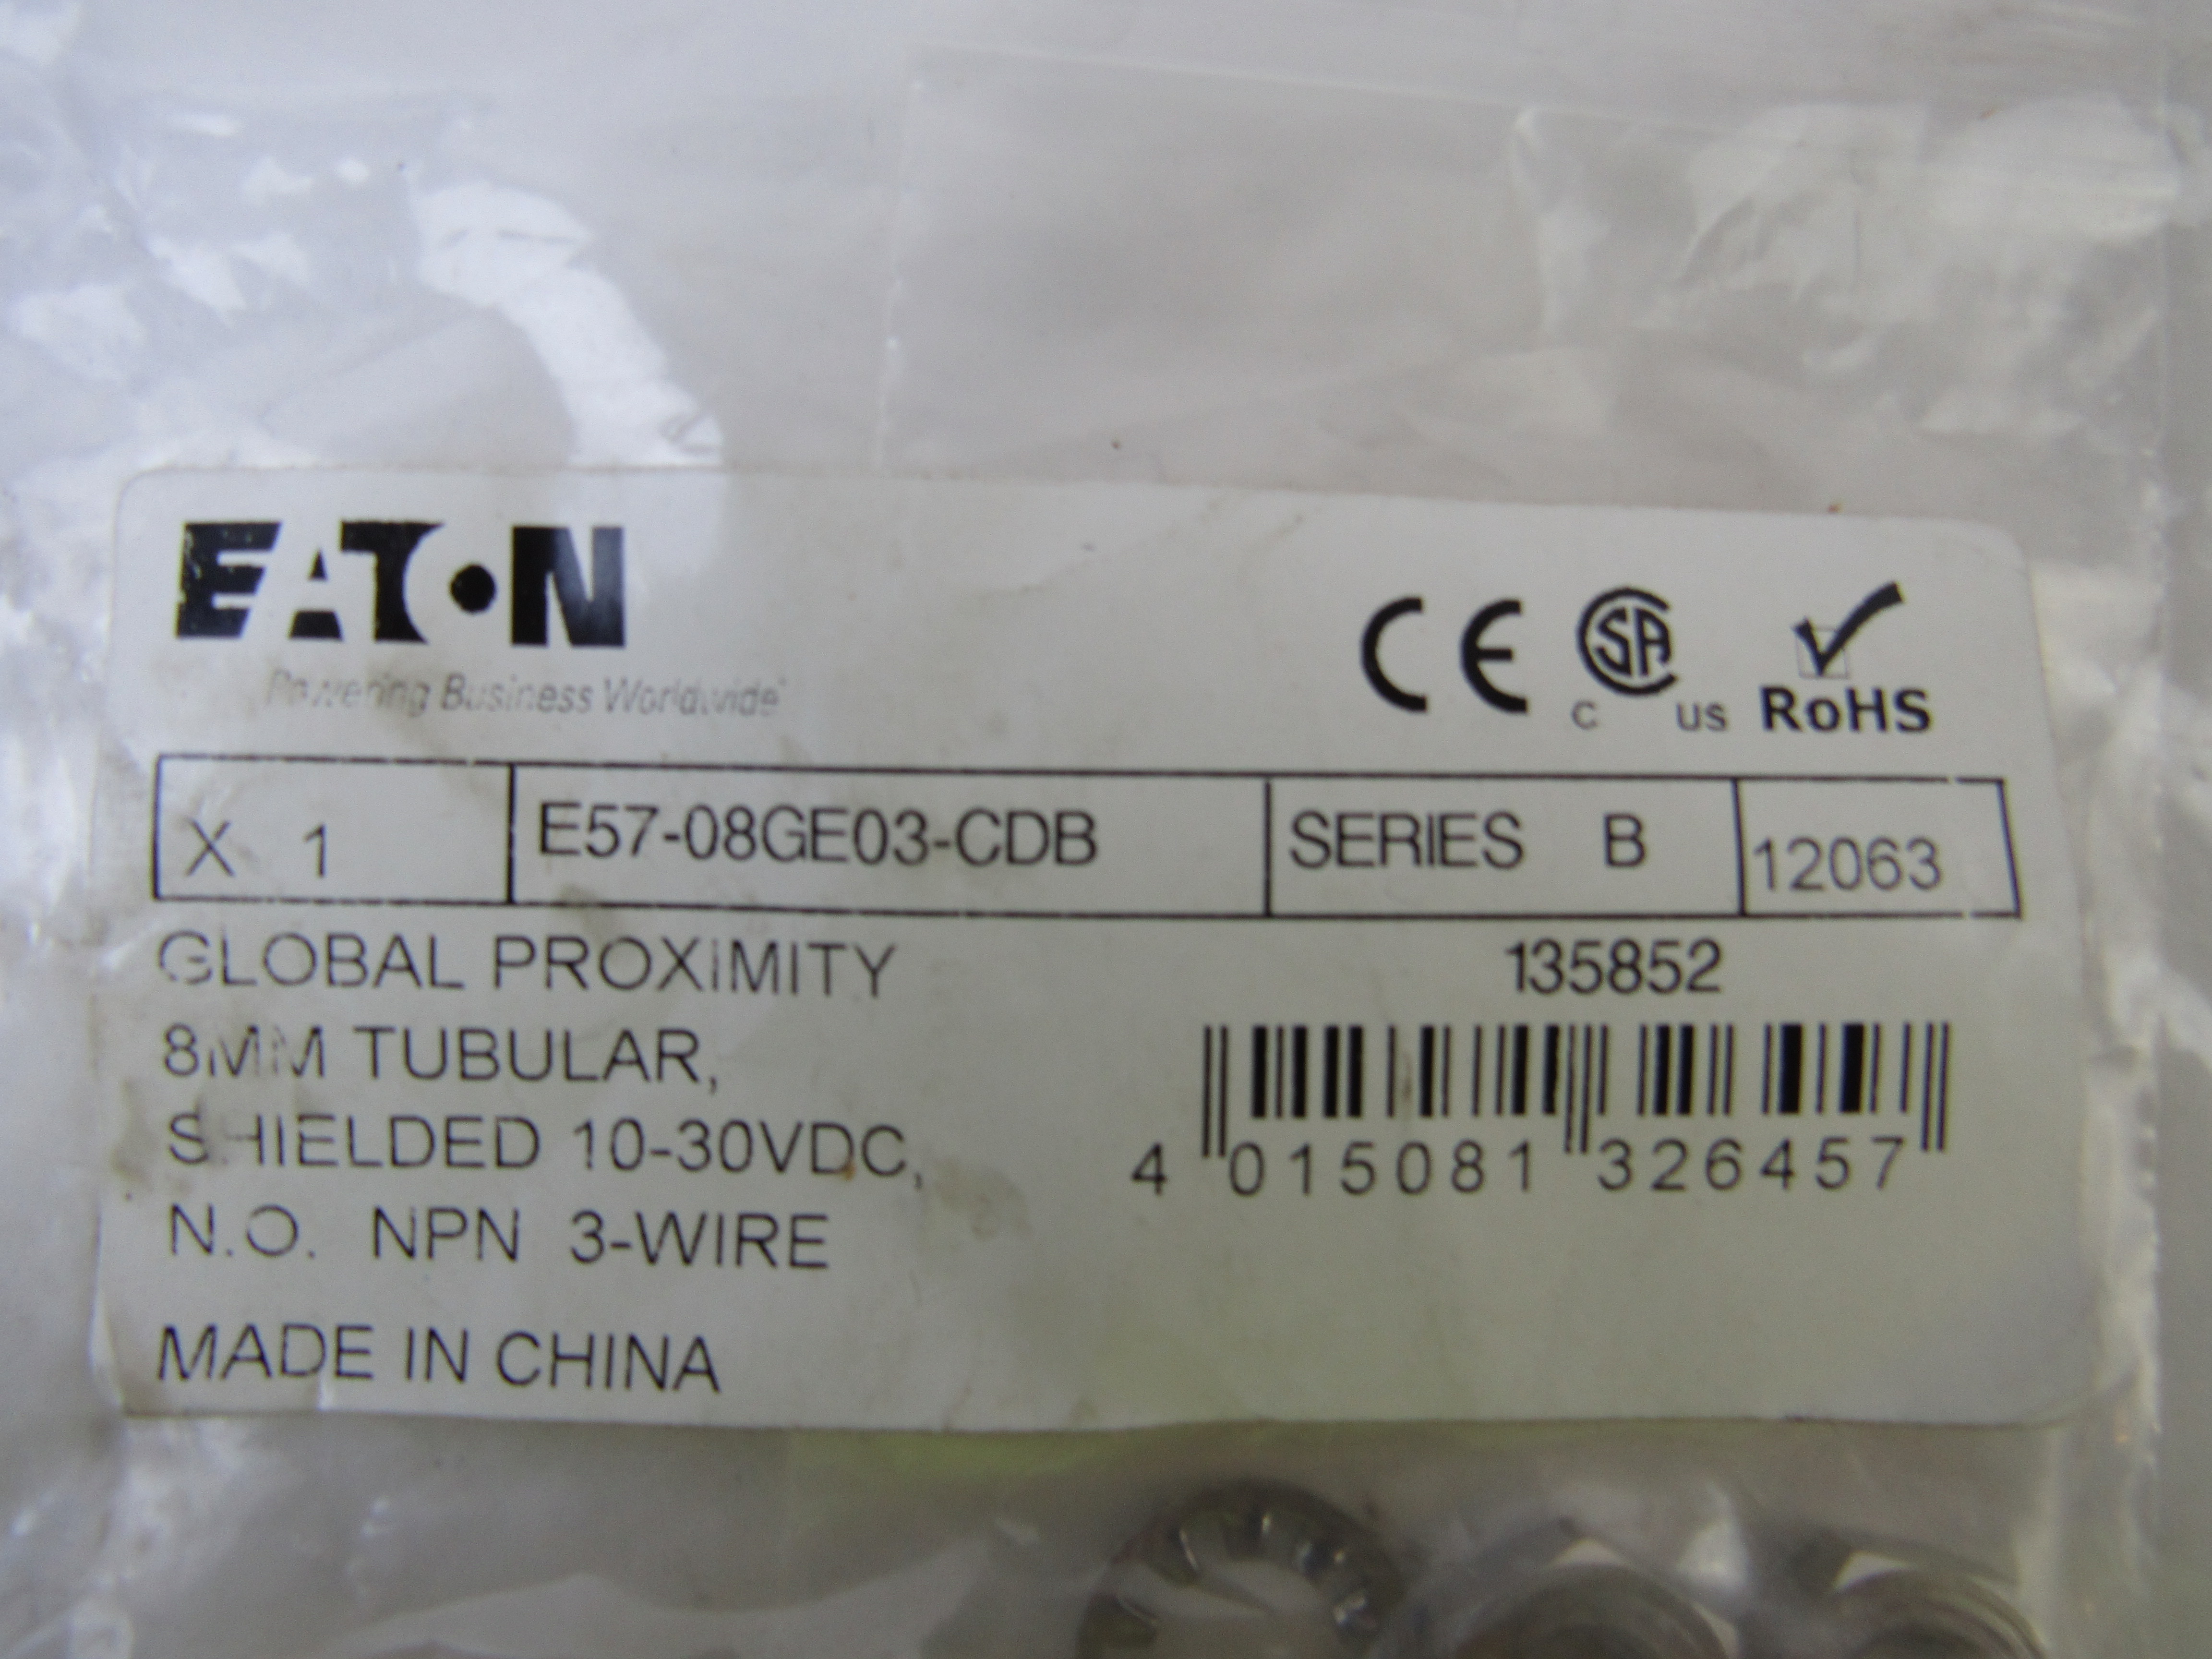 EATON
Powering Business Worldwide
CE
SA
C US
RoHS
X 1
E57-08GE03-CDB
SERIES B
12063
GLOBAL PROXIMITY
8MM TUBULAR,
SHIELDED 10-30VDC,
N.O. NPN 3-WIRE
MADE IN CHINA
135852
4 015081 326457